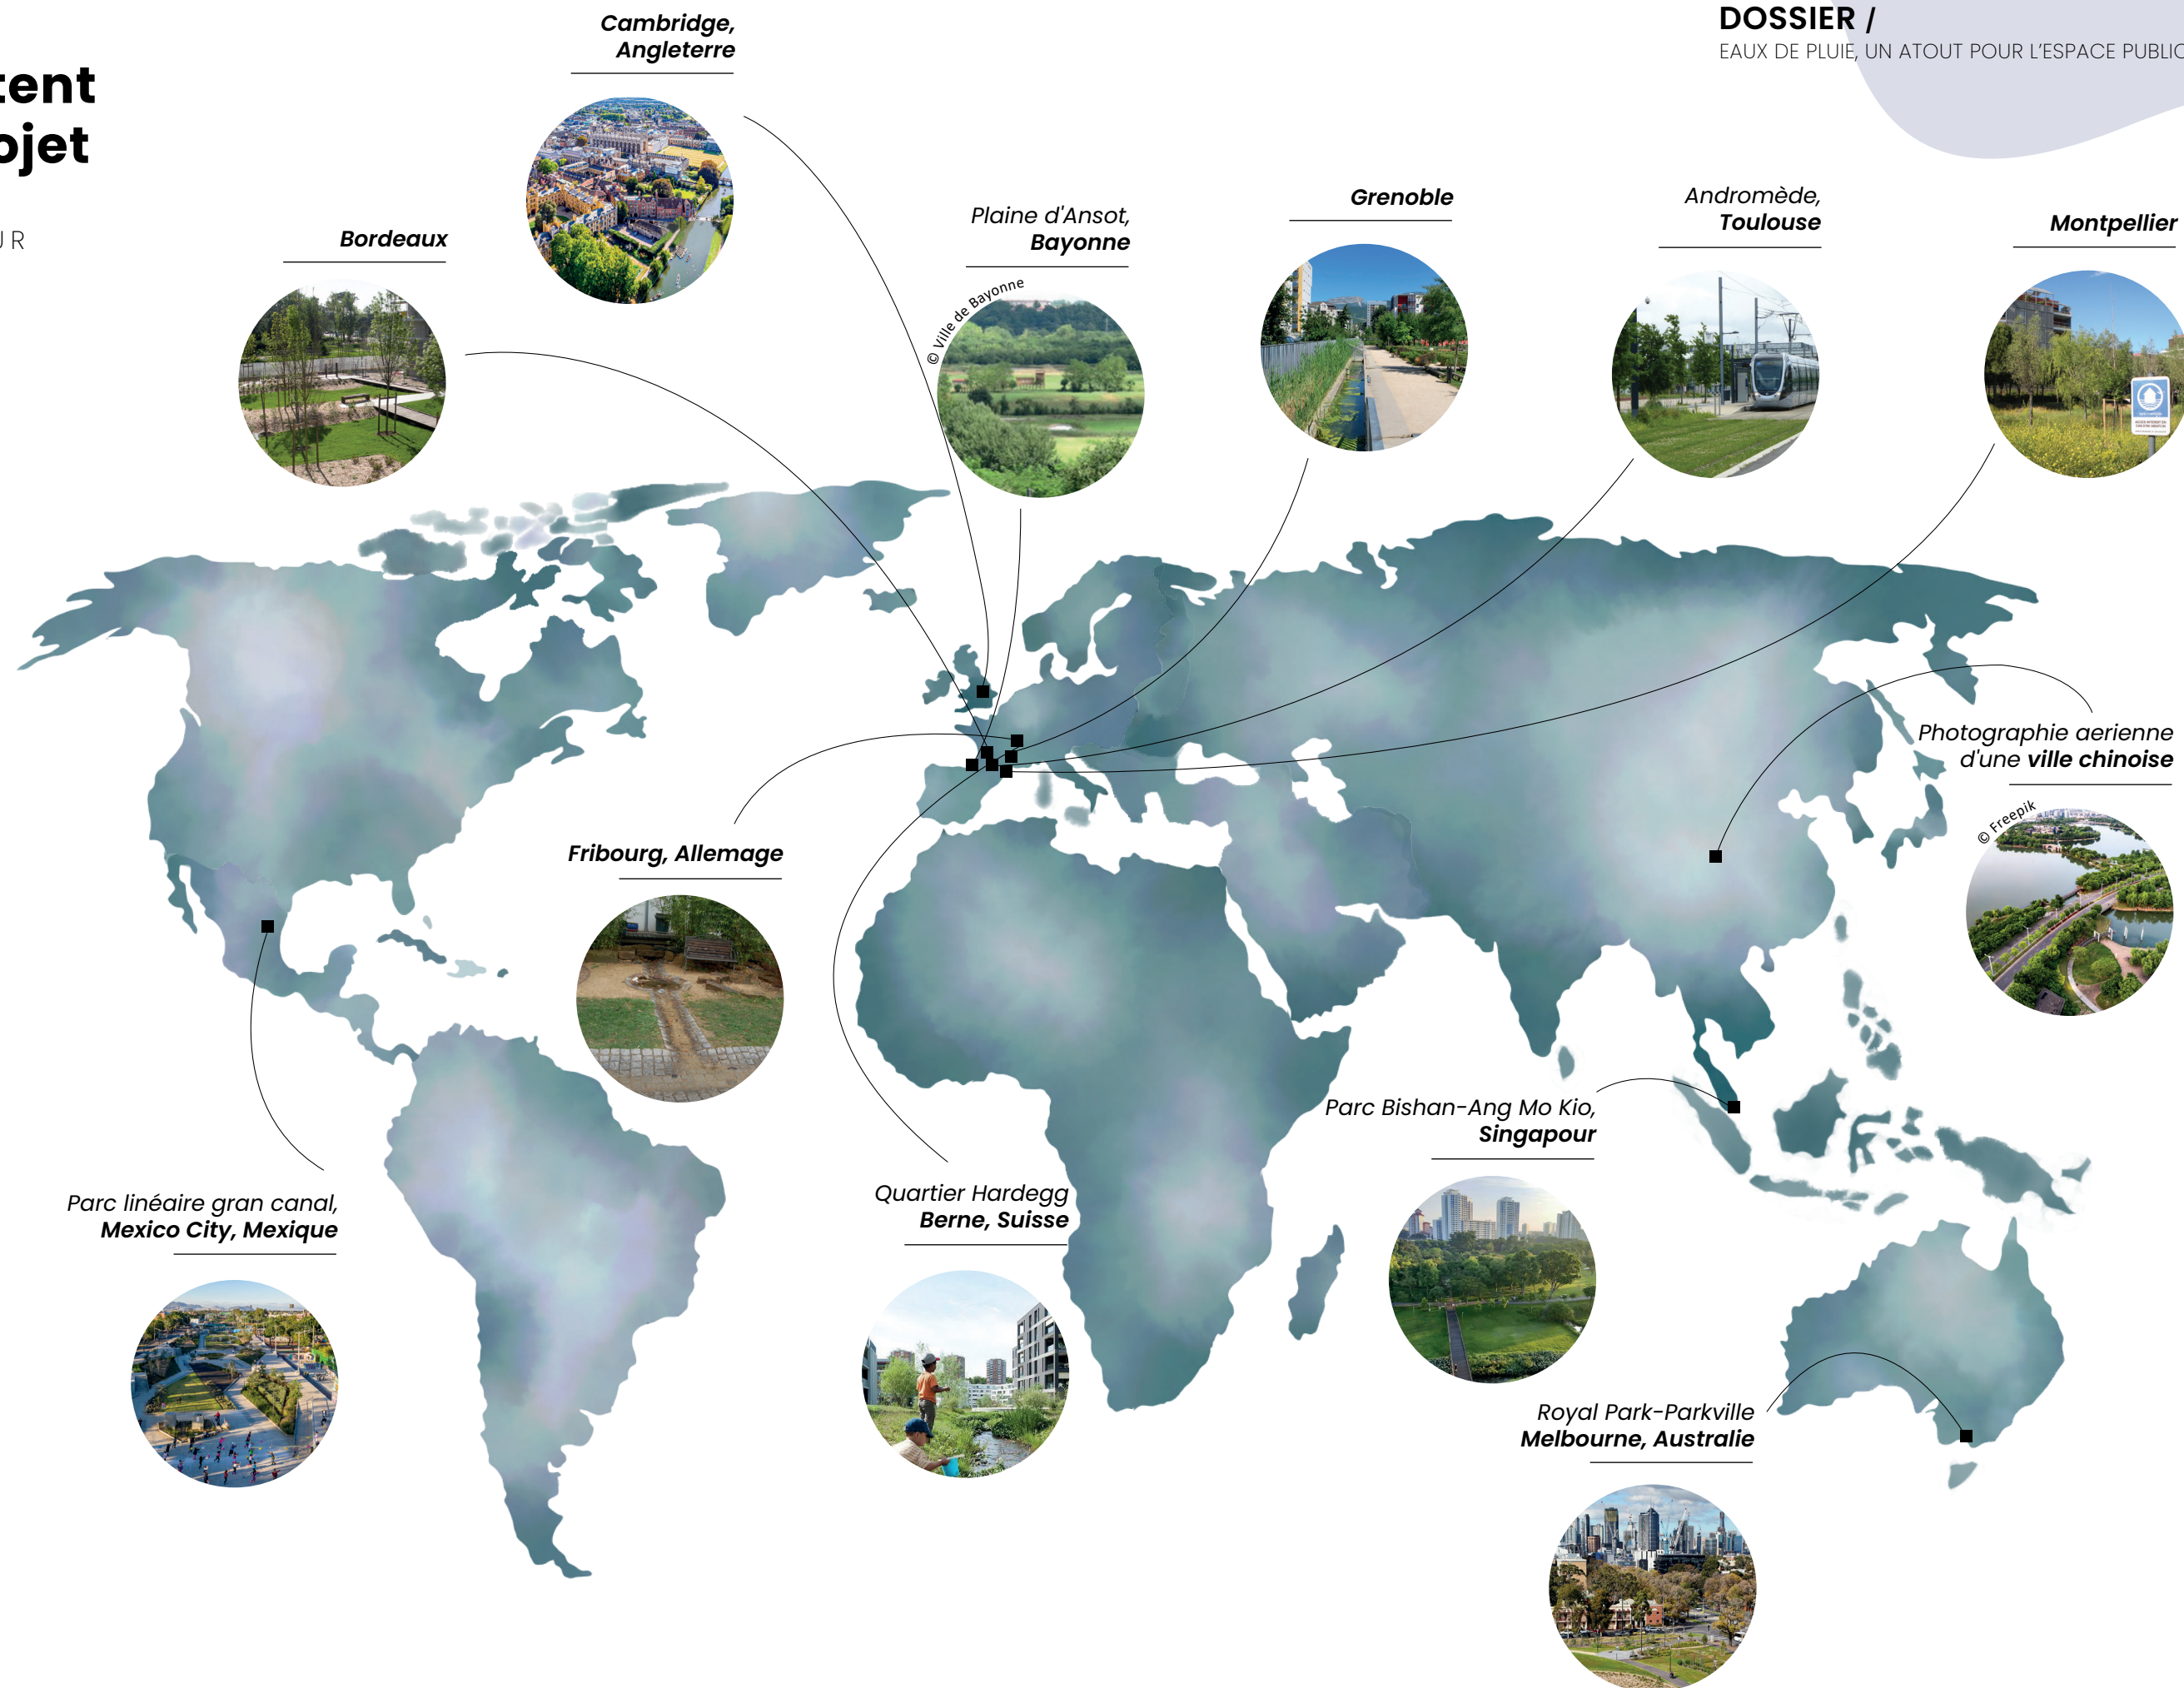 DOSSIER /
EAUX DE PLUIE, UN ATOUT POUR L'ESPACE PUBLIC
Cambridge,
Angleterre
Bordeaux
Plaine d'Ansot,
Bayonne
© Ville de Bayonne
Grenoble
Andromède,
Toulouse
Montpellier
Photographie aerienne
d'une ville chinoise
© Freepik
Fribourg, Allemage
Parc Bishan-Ang Mo Kio,
Singapour
Quartier Hardegg
Berne, Suisse
Parc linéaire gran canal,
Mexico City, Mexique
Royal Park-Parkville
Melbourne, Australie